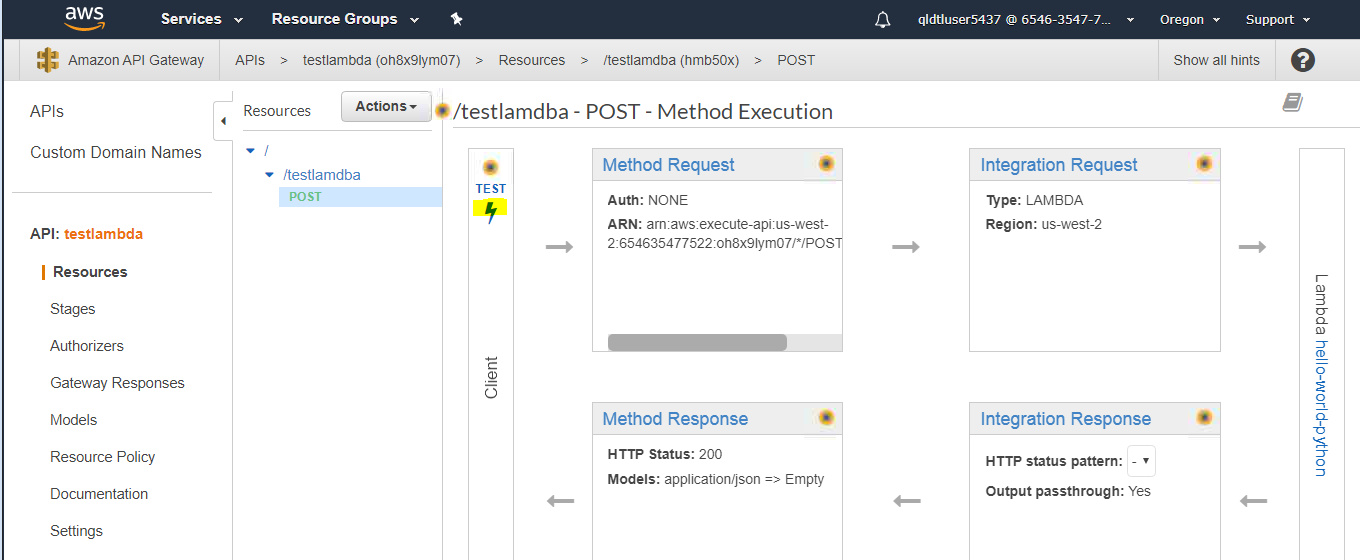 aws
Services
Resource Groups
qldtluser5437 @ 6546-3547-7...
Oregon
Support
Amazon API Gateway
APIs > testlambda (oh8x9lym07) > Resources > /testlamdba (hmb50x) > POST
Show all hints
?
APIs
Custom Domain Names
API: testlambda
Resources
Stages
Authorizers
Gateway Responses
Models
Resource Policy
Documentation
Settings
Resources
Actions
/
/testlamdba
POST
/testlamdba - POST - Method Execution
TEST
Client
Method Request
Auth: NONE
ARN: arn:aws:execute-api:us-west-
2:654635477522:oh8x9lym07/*/POST
Integration Request
Type: LAMBDA
Region: us-west-2
Lambda hello-world-python
Method Response
HTTP Status: 200
Models: application/json => Empty
Integration Response
HTTP status pattern: -
Output passthrough: Yes